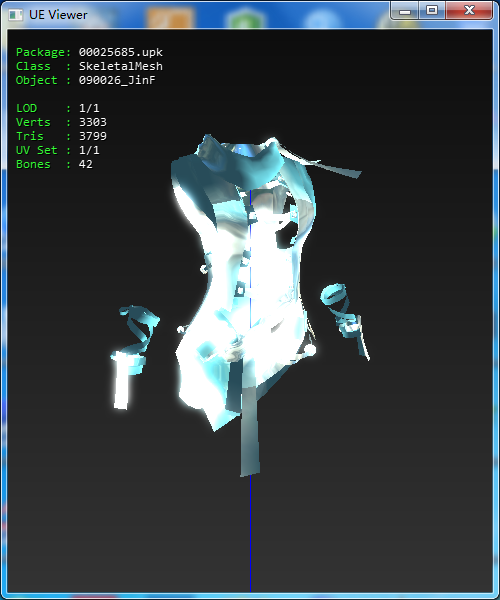 UE Viewer
Package: 00025685.upk
Class : SkeletalMesh
Object : 090026_JinF
LOD : 1/1
Verts : 3303
Tris : 3799
UV Set : 1/1
Bones : 42